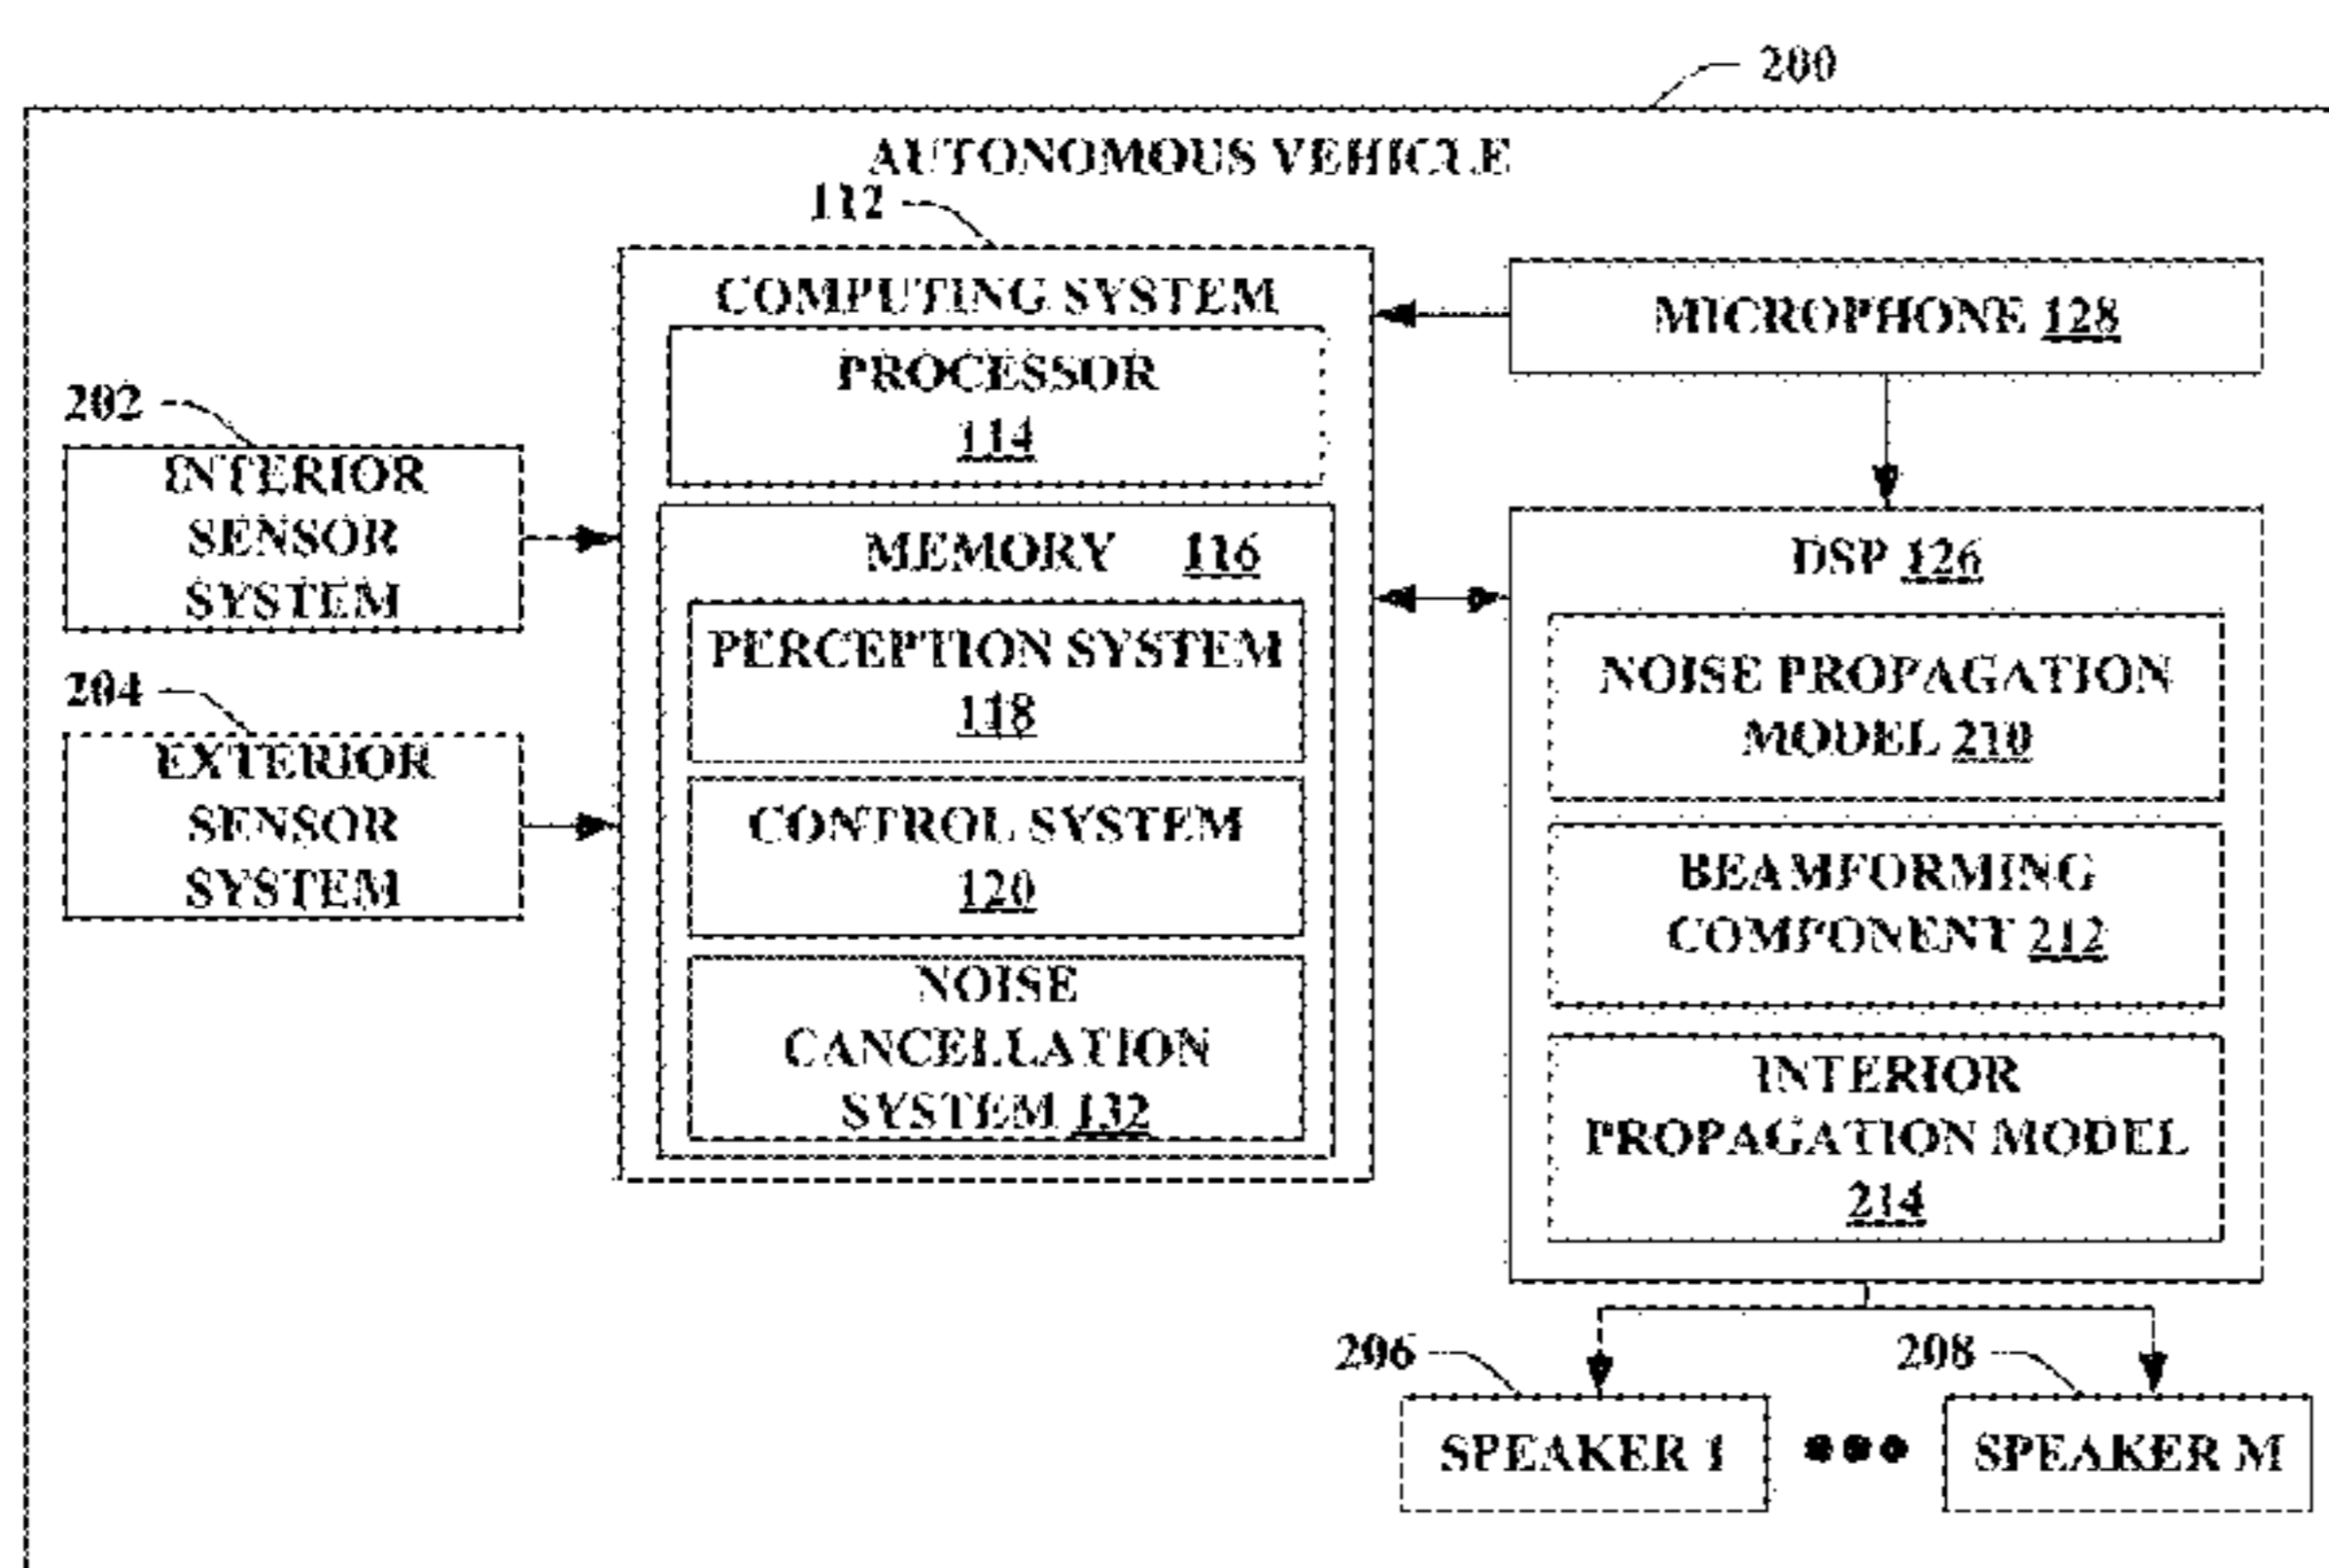 200
AUTONOMOUS VEHICLE
112
COMPUTING SYSTEM
PROCESSOR
114
MEMORY 116
PERCEPTION SYSTEM
118
CONTROL SYSTEM
120
NOISE
CANCELLATION
SYSTEM 132
202
INTERIOR
SENSOR
SYSTEM
204
EXTERIOR
SENSOR
SYSTEM
MICROPHONE 128
DSP 126
NOISE PROPAGATION
MODEL 210
BEAMFORMING
COMPONENT 212
INTERIOR
PROPAGATION MODEL
214
206
SPEAKER 1
208
SPEAKER M